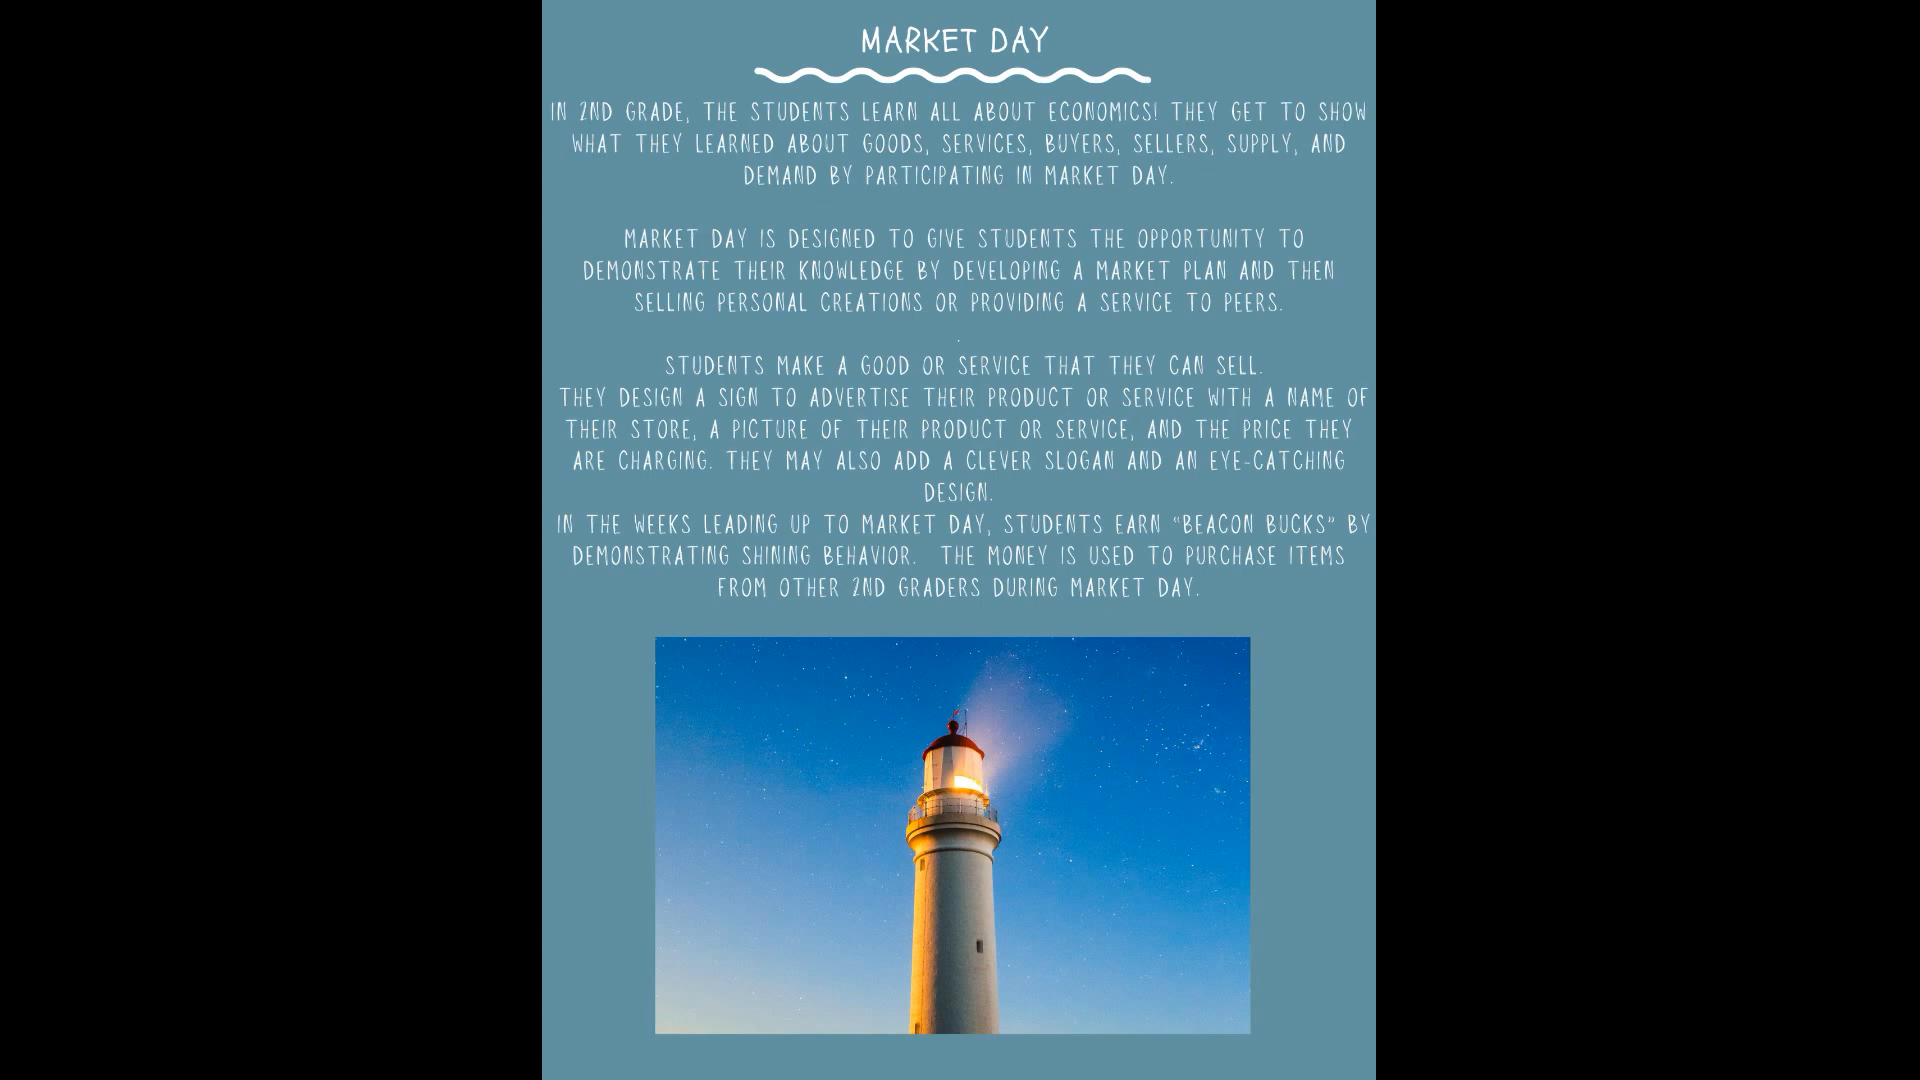 MARKET DAY
IN 2ND GRADE, THE STUDENTS LEARN ALL ABOUT ECONOMICS! THEY GET TO SHOW
WHAT THEY LEARNED ABOUT GOODS, SERVICES, BUYERS, SELLERS, SUPPLY, AND
DEMAND BY PARTICIPATING IN MARKET DAY.
MARKET DAY IS DESIGNED TO GIVE STUDENTS THE OPPORTUNITY TO
DEMONSTRATE THEIR KNOWLEDGE BY DEVELOPING A MARKET PLAN AND THEN
SELLING PERSONAL CREATIONS OR PROVIDING A SERVICE TO PEERS.
.
STUDENTS MAKE A GOOD OR SERVICE THAT THEY CAN SELL.
THEY DESIGN A SIGN TO ADVERTISE THEIR PRODUCT OR SERVICE WITH A NAME OF
THEIR STORE, A PICTURE OF THEIR PRODUCT OR SERVICE, AND THE PRICE THEY
ARE CHARGING. THEY MAY ALSO ADD A CLEVER SLOGAN AND AN EYE-CATCHING
DESIGN.
IN THE WEEKS LEADING UP TO MARKET DAY, STUDENTS EARN “BEACON BUCKS” BY
DEMONSTRATING SHINING BEHAVIOR.  THE MONEY IS USED TO PURCHASE ITEMS
FROM OTHER 2ND GRADERS DURING MARKET DAY.